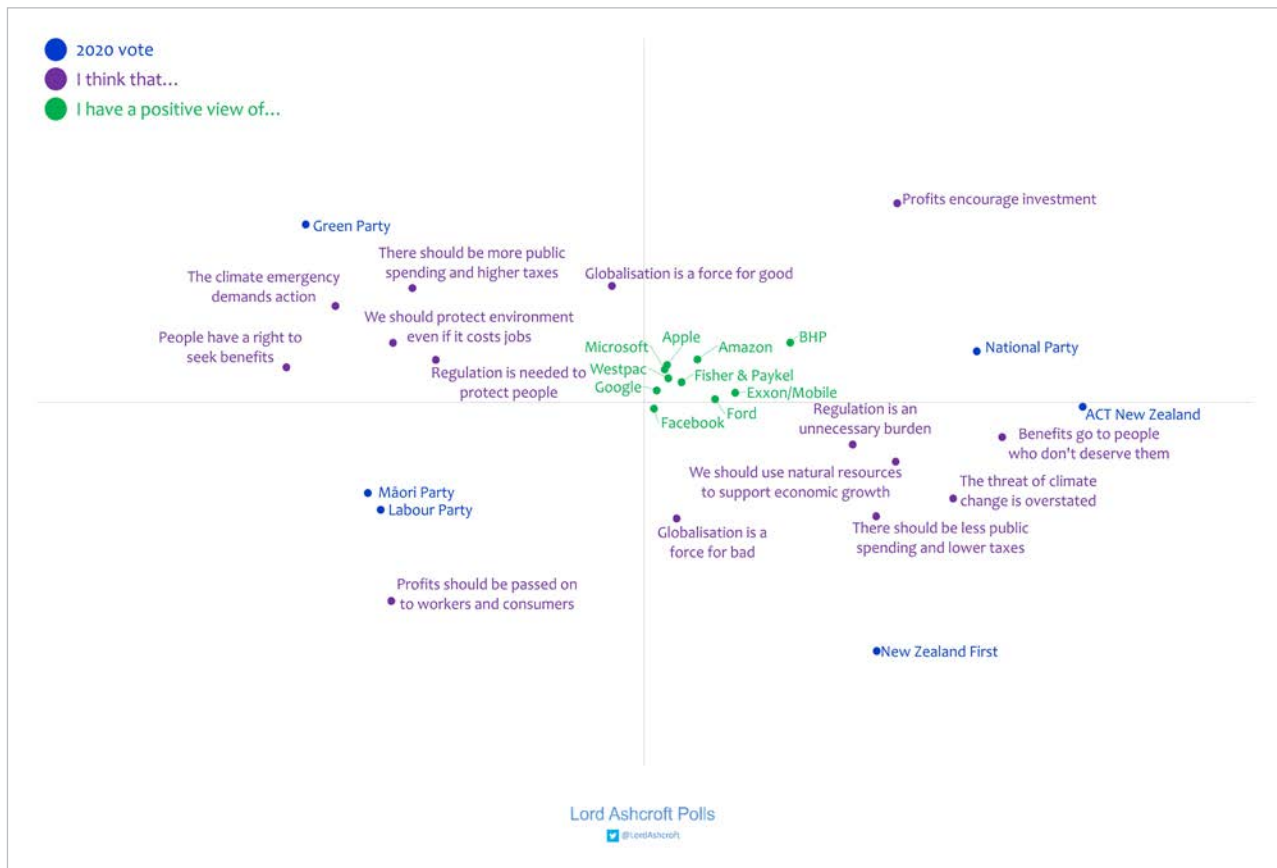 2020 vote
I think that...
I have a positive view of...
Profits encourage investment
Green Party
There should be more public
spending and higher taxes
Globalisation is a force for good
The climate emergency
demands action
We should protect environment
even if it costs jobs
People have a right to
seek benefits
Regulation is needed to
protect people
Apple
BHP
Microsoft
Amazon
National Party
Westpac
Fisher & Paykel
Google
Exxon/Mobile
Facebook
Ford
ACT New Zealand
Regulation is an
unnecessary burden
Benefits go to people
who don't deserve them
We should use natural resources
to support economic growth
The threat of climate
change is overstated
Māori Party
Labour Party
Globalisation is a
force for bad
There should be less public
spending and lower taxes
Profits should be passed on
to workers and consumers
New Zealand First
Lord Ashcroft Polls
@LordAshcroft